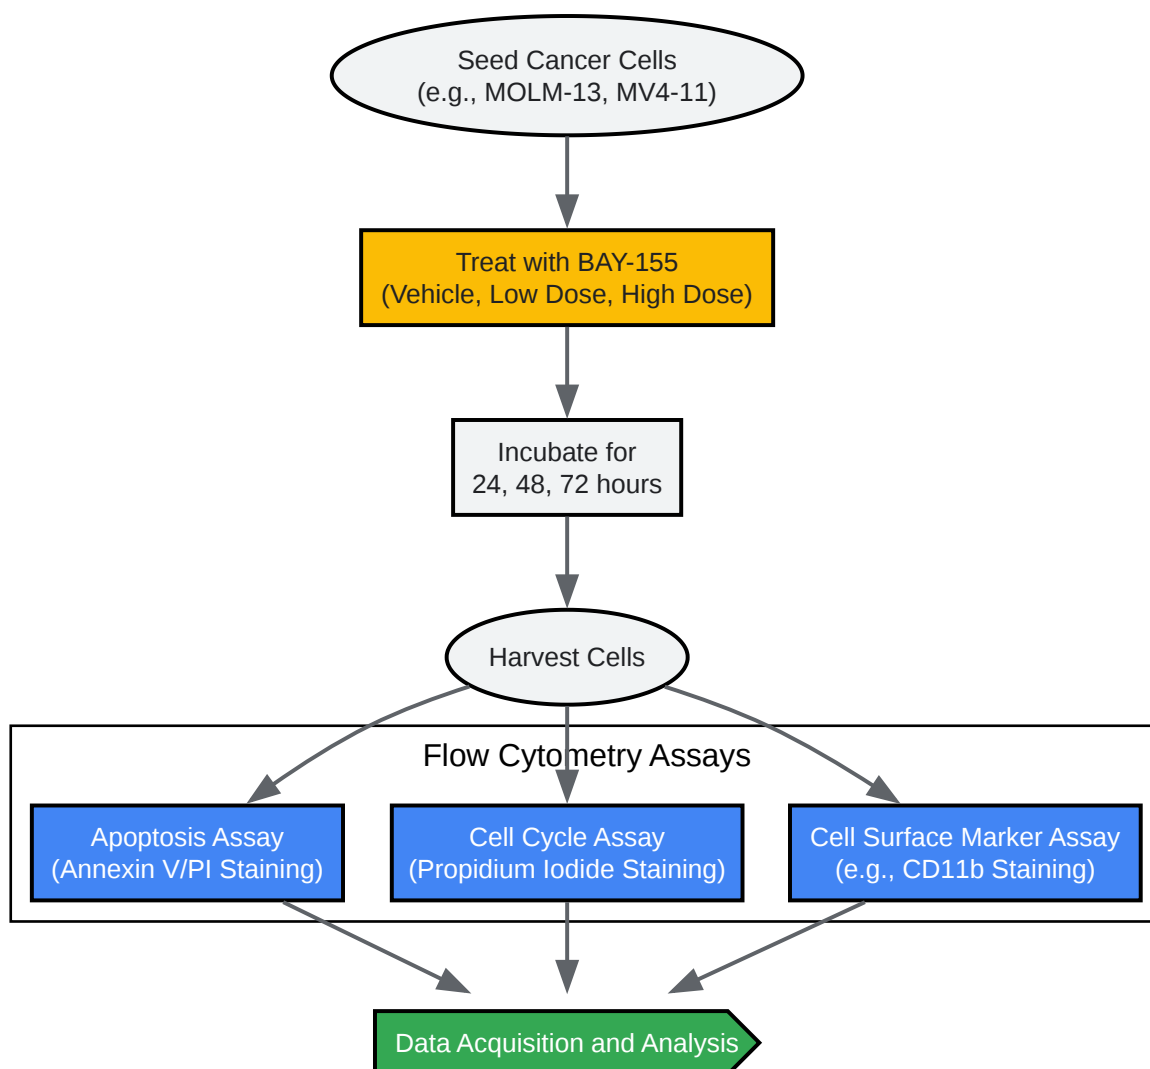 Seed Cancer Cells
(e.g., MOLM-13, MV4-11)
Treat with BAY-155
(Vehicle, Low Dose, High Dose)
Incubate for
24, 48, 72 hours
Harvest Cells
Flow Cytometry Assays
Apoptosis Assay
(Annexin V/PI Staining)
Cell Cycle Assay
(Propidium Iodide Staining)
Cell Surface Marker Assay
(e.g., CD11b Staining)
Data Acquisition and Analysis